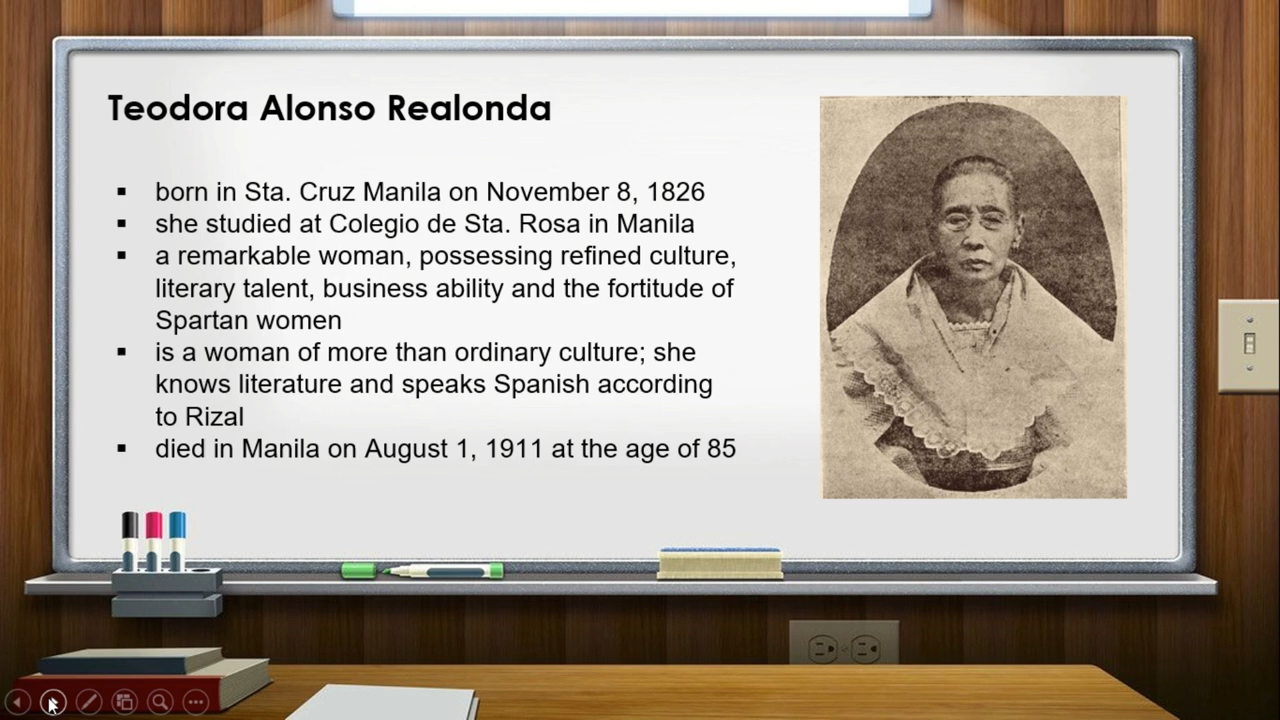 Teodora Alonso Realonda
▪ born in Sta. Cruz Manila on November 8, 1826
▪ she studied at Colegio de Sta. Rosa in Manila
▪ a remarkable woman, possessing refined culture,
literary talent, business ability and the fortitude of
Spartan women
▪ is a woman of more than ordinary culture; she
knows literature and speaks Spanish according
to Rizal
▪ died in Manila on August 1, 1911 at the age of 85